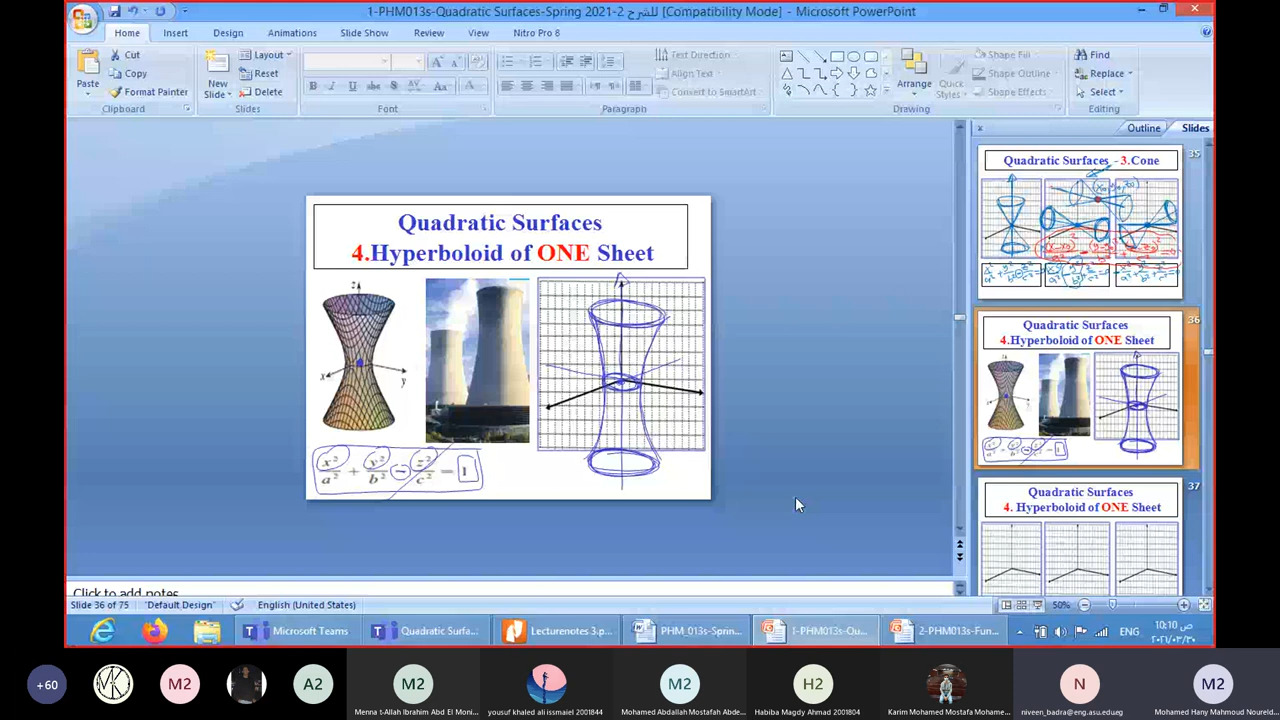 1-PHM013s-Quadratic Surfaces-Spring 2021-2 للشرح [Compatibility Mode] - Microsoft PowerPoint
Home Insert Design Animations Slide Show Review View Nitro Pro 8
Cut
Copy
Format Painter
Paste
Clipboard
New Slide
Layout
Reset
Delete
Slides
Font
Text Direction
Align Text
Convert to SmartArt
Paragraph
Arrange
Quick Styles
Shape Fill
Shape Outline
Shape Effects
Drawing
Find
Replace
Select
Editing
Outline Slides
Quadratic Surfaces
4.Hyperboloid of ONE Sheet
z
x
y
x²/a² + y²/b² − z²/c² = 1
35
Quadratic Surfaces - 3.Cone
36
Quadratic Surfaces
4.Hyperboloid of ONE Sheet
37
Quadratic Surfaces
4. Hyperboloid of ONE Sheet
Click to add notes
Slide 36 of 75 "Default Design" English (United States) 50%
Microsoft Teams Quadratic Surfa... Lecturenotes 3.p... PHM_013s-Sprin... 1-PHM013s-Qu... 2-PHM013s-Fun... ENG
ص 10:10
٢٠٢١/٠٣/٣٠
+60 M2 A2 M2 M2 H2 N M2
Menna t-Allah Ibrahim Abd El Moni... yousuf khaled ali issmaiel 2001844 Mohamed Abdallah Mostafah Abde... Habiba Magdy Ahmad 2001804 Karim Mohamed Mostafa Mohame... niveen_badra@eng.asu.edu.eg Mohamed Hany Mahmoud Noureld...